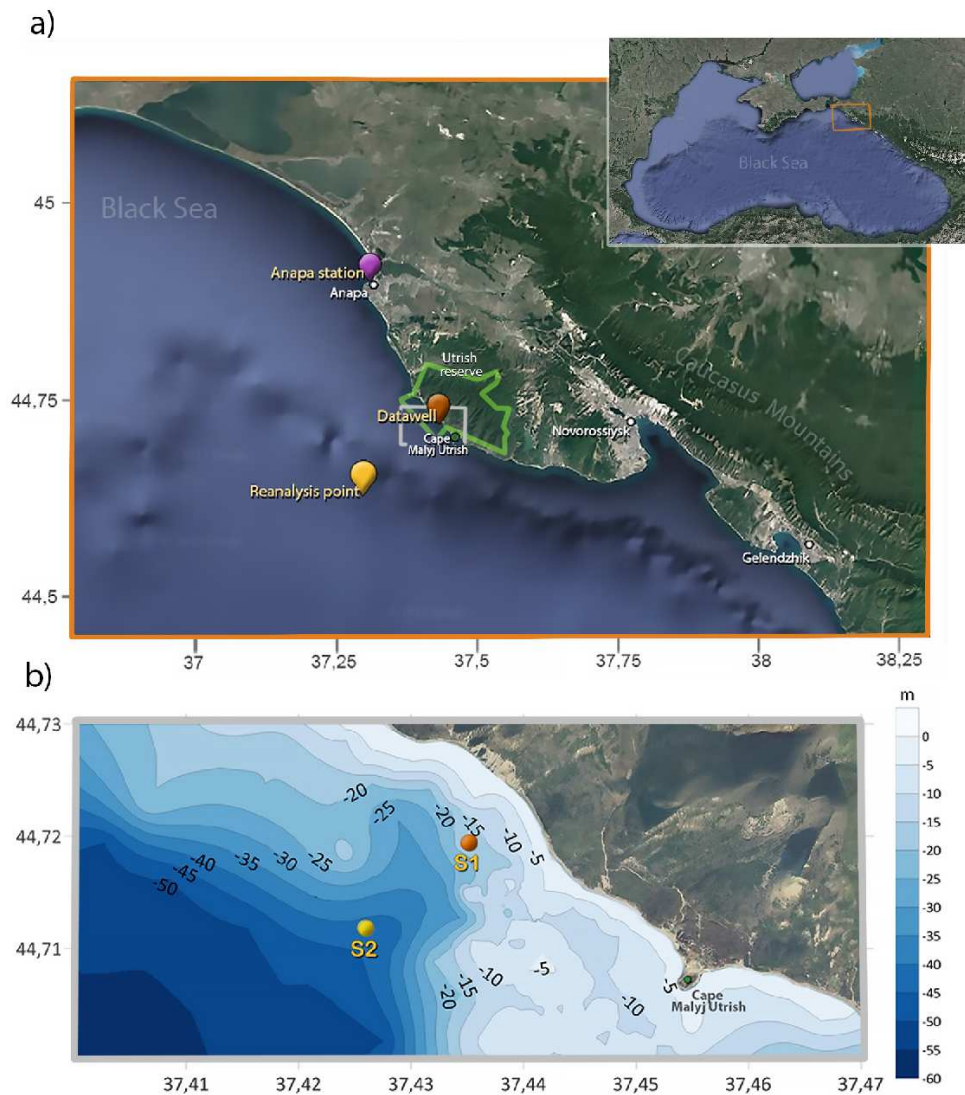 a)
Black Sea
45
Black Sea
Anapa station
Anapa
Caucasus Mountains
Utrish
reserve
44.75
Datawell
Cape
Malyj Utrish
Novorossiysk
Reanalysis point
Gelendzhik
44,5
37
37,25
37,5
37,75
38
38,25
b)
m
44,73
0
-5
-10
-15
-20
-25
-30
-35
-40
-45
-50
-55
-60
-20
-25
44,72
-20
-15
-10
-5
S1
-25
-30
-35
-40
-45
-50
S2
44,71
-5
-10
-15
-20
-5
-10
Cape
Malyj Utrish
37,41
37,42
37,43
37,44
37,45
37,46
37,47